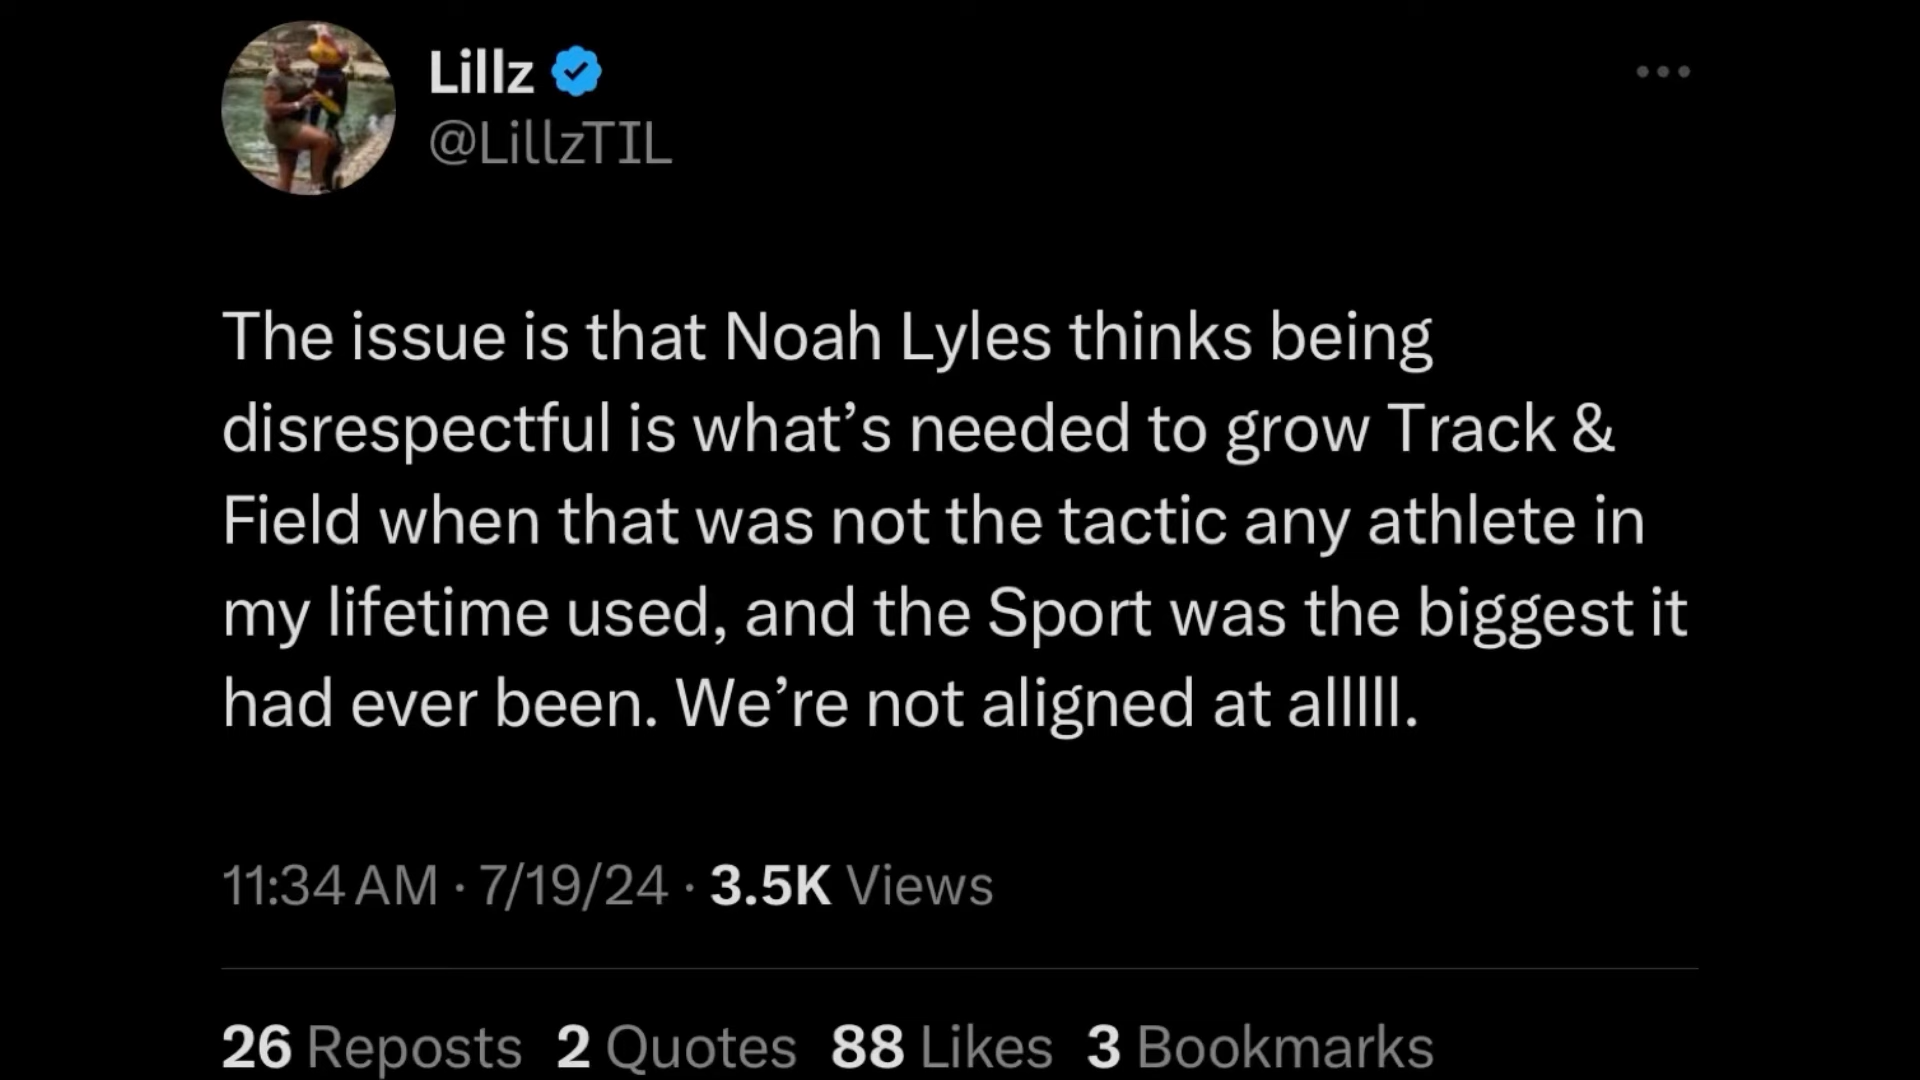 Lillz
@LillzTIL
The issue is that Noah Lyles thinks being
disrespectful is what’s needed to grow Track &
Field when that was not the tactic any athlete in
my lifetime used, and the Sport was the biggest it
had ever been. We’re not aligned at alllll.
11:34 AM · 7/19/24 · 3.5K Views
26 Reposts 2 Quotes 88 Likes 3 Bookmarks